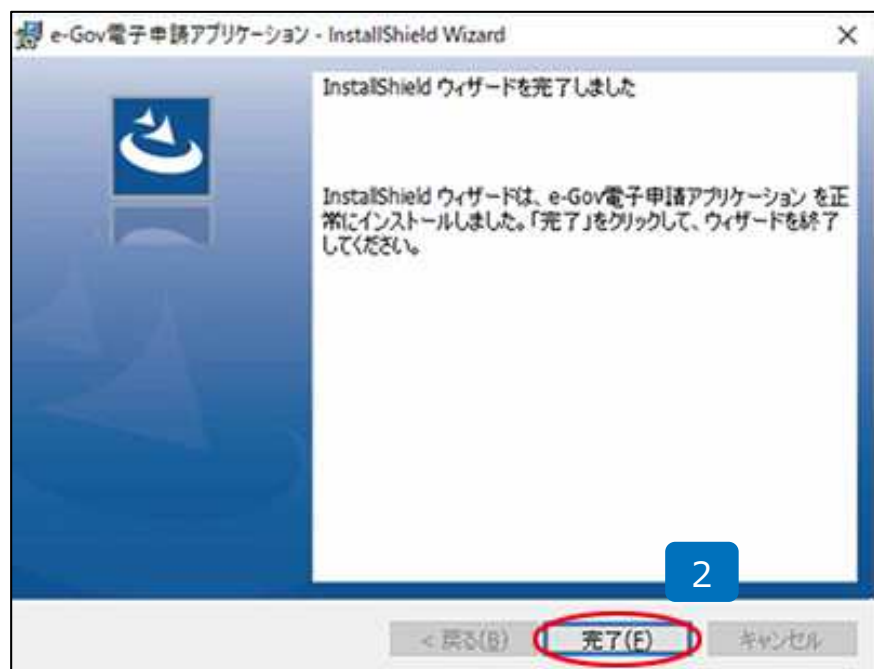 e-Gov電子申請アプリケーション - InstallShield Wizard
InstallShield ウィザードを完了しました
InstallShield ウィザードは、e-Gov電子申請アプリケーション を正
常にインストールしました。「完了」をクリックして、ウィザードを終了
してください。
2
< 戻る(B)
完了(F)
キャンセル